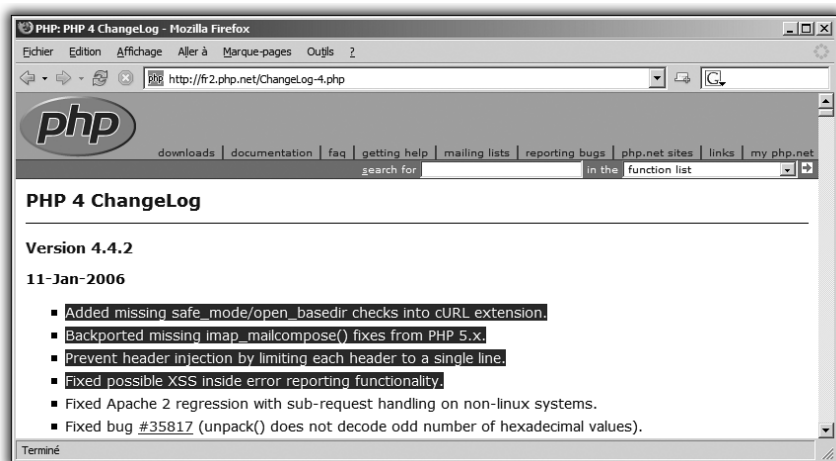 PHP: PHP 4 ChangeLog - Mozilla Firefox
Fichier Edition Affichage Aller à Marque-pages Outils ?
php http://fr2.php.net/ChangeLog-4.php G
php
downloads | documentation | faq | getting help | mailing lists | reporting bugs | php.net sites | links | my php.net
search for in the function list
PHP 4 ChangeLog
Version 4.4.2
11-Jan-2006
Added missing safe_mode/open_basedir checks into cURL extension.
Backported missing imap_mailcompose() fixes from PHP 5.x.
Prevent header injection by limiting each header to a single line.
Fixed possible XSS inside error reporting functionality.
Fixed Apache 2 regression with sub-request handling on non-linux systems.
Fixed bug #35817 (unpack() does not decode odd number of hexadecimal values).
Terminé